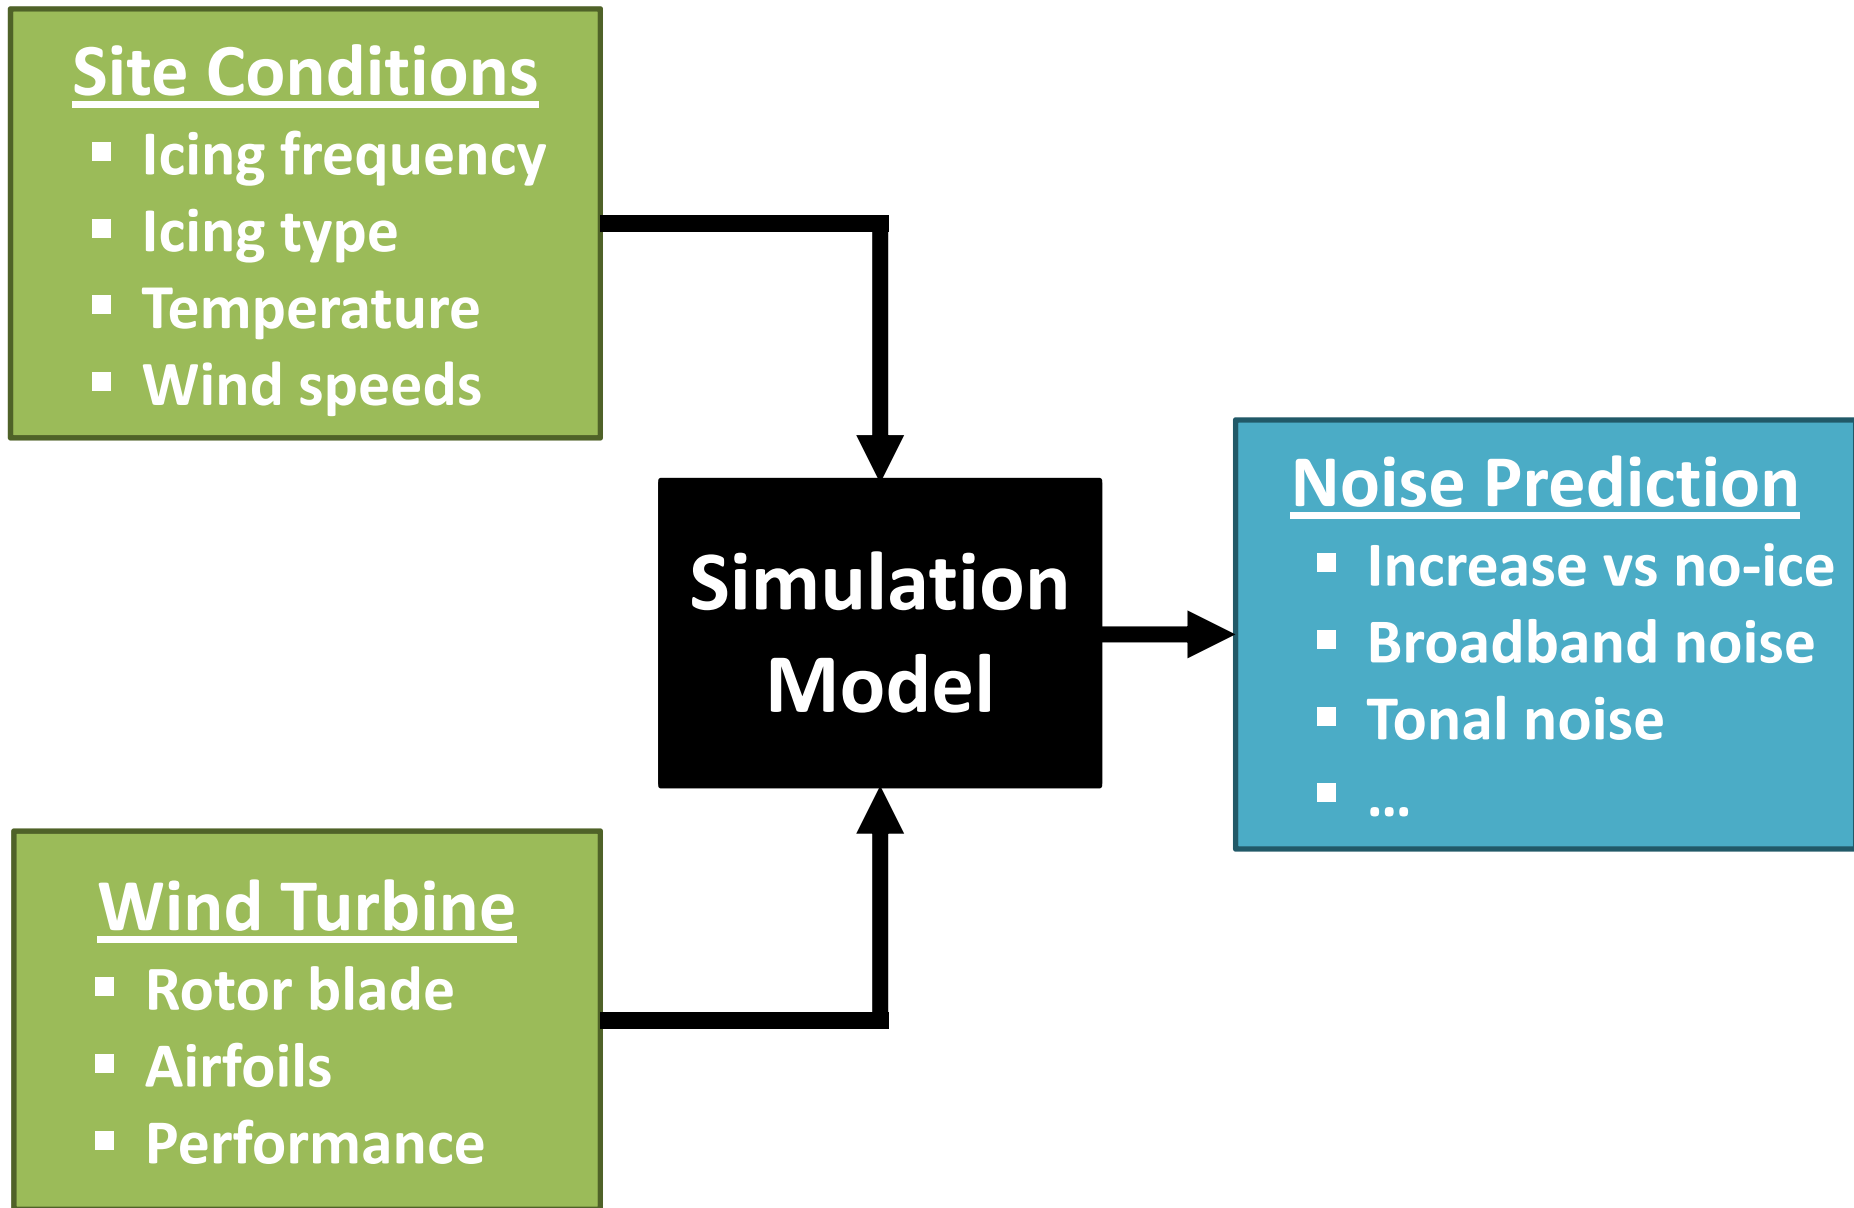 Site Conditions
▪ Icing frequency
▪ Icing type
▪ Temperature
▪ Wind speeds
Simulation
Model
Wind Turbine
▪ Rotor blade
▪ Airfoils
▪ Performance
Noise Prediction
▪ Increase vs no-ice
▪ Broadband noise
▪ Tonal noise
▪ ...